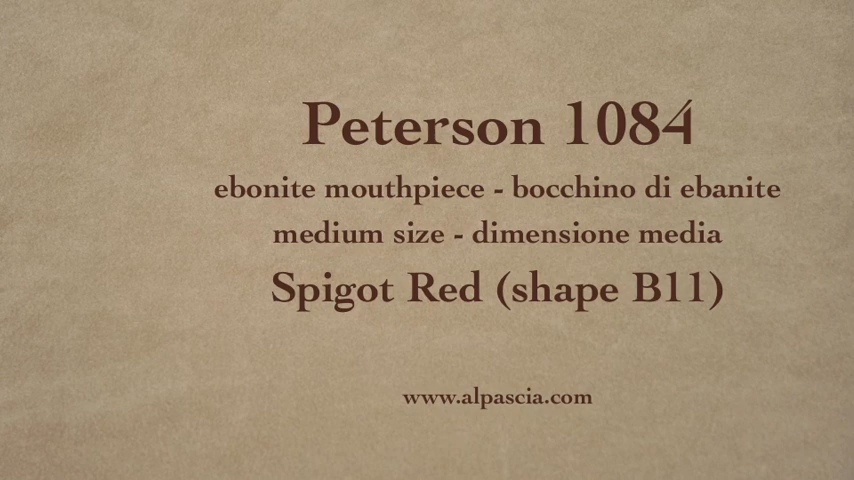 Peterson 1084
ebonite mouthpiece - bocchino di ebanite
medium size - dimensione media
Spigot Red (shape B11)
www.alpascia.com